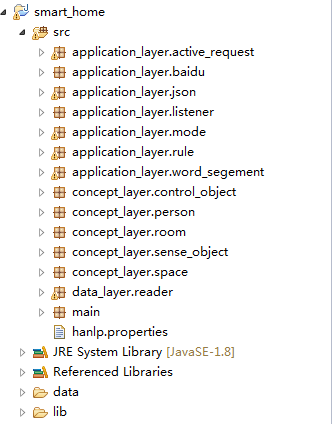 smart_home
src
application_layer.active_request
application_layer.baidu
application_layer.json
application_layer.listener
application_layer.mode
application_layer.rule
application_layer.word_segement
concept_layer.control_object
concept_layer.person
concept_layer.room
concept_layer.sense_object
concept_layer.space
data_layer.reader
main
hanlp.properties
JRE System Library [JavaSE-1.8]
Referenced Libraries
data
lib